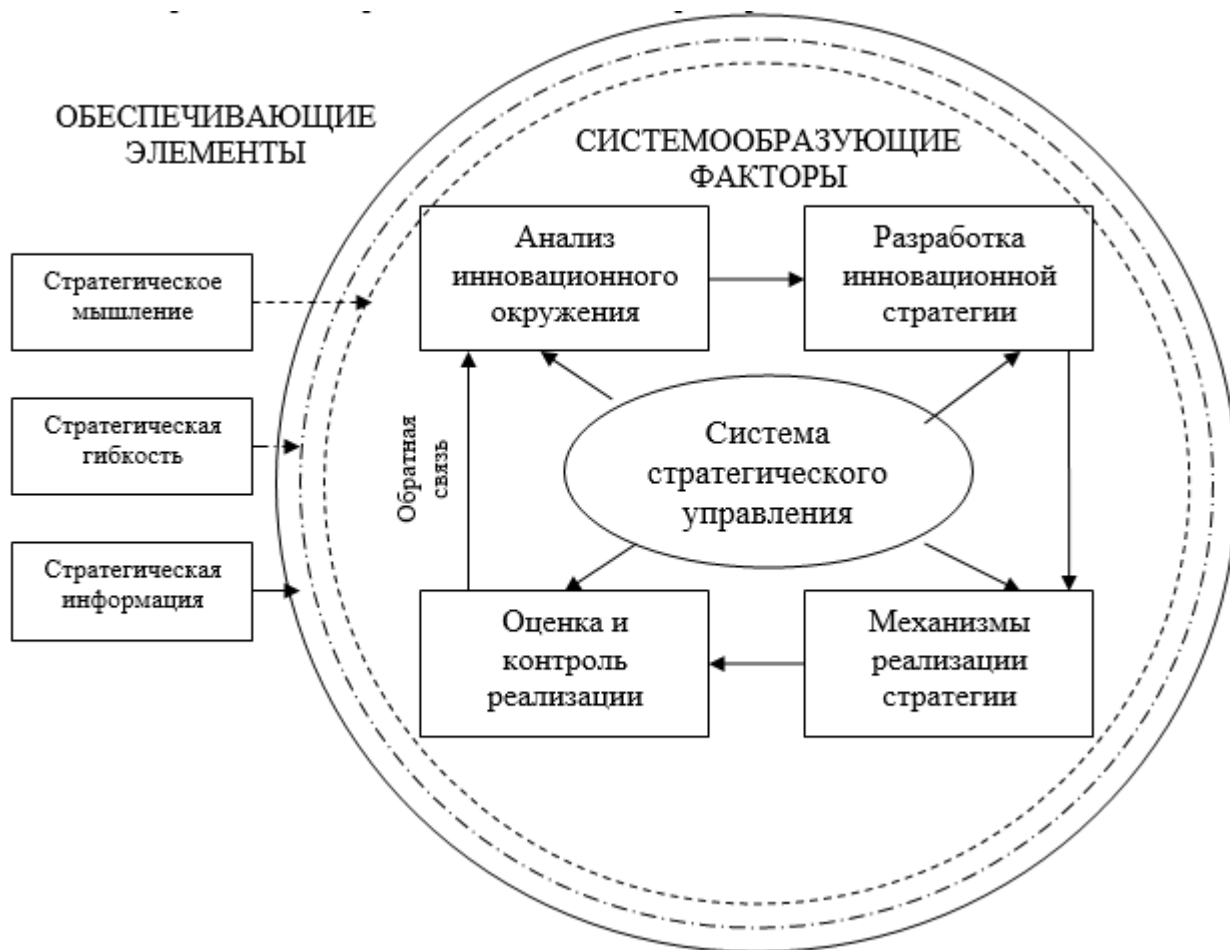 ОБЕСПЕЧИВАЮЩИЕ
ЭЛЕМЕНТЫ
СИСТЕМООБРАЗУЮЩИЕ
ФАКТОРЫ
Стратегическое
мышление
Стратегическая
гибкость
Стратегическая
информация
Анализ
инновационного
окружения
Разработка
инновационной
стратегии
Обратная
связь
Система
стратегического
управления
Оценка и
контроль
реализации
Механизмы
реализации
стратегии